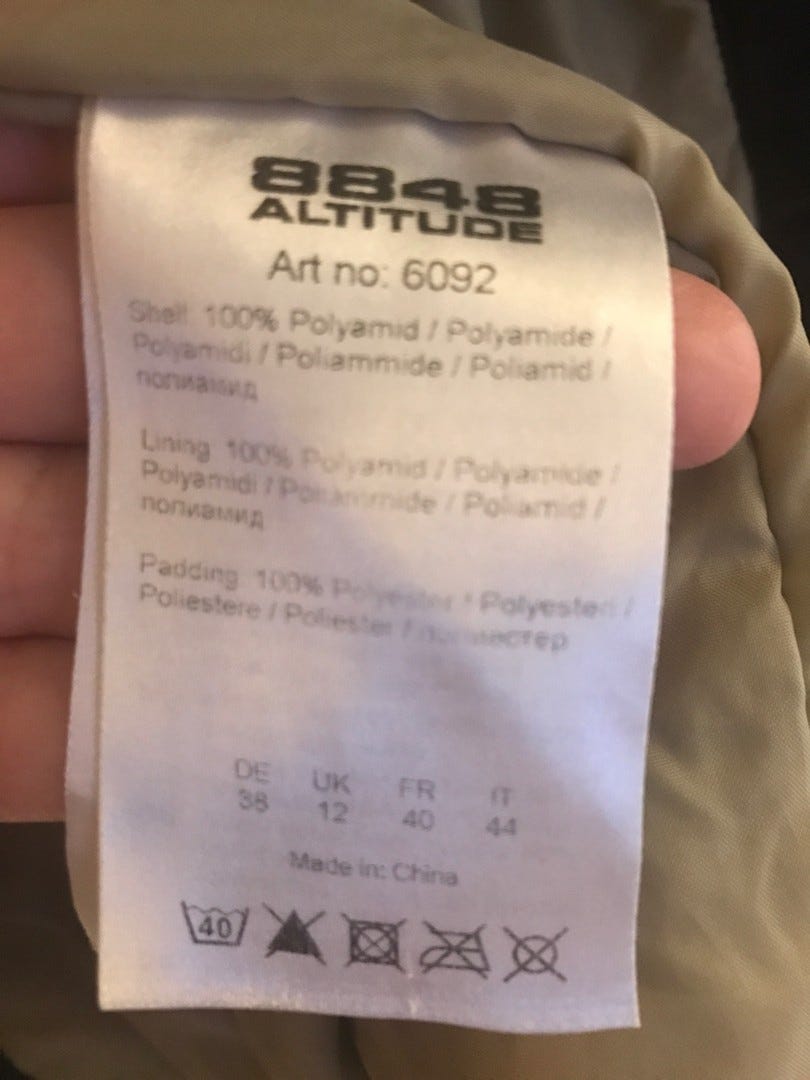 8848
ALTITUDE
Art no: 6092
Shell: 100% Polyamid / Polyamide /
Polyamidi / Poliammide / Poliamid /
полиамид
Lining: 100% Polyamid / Polyamide /
Polyamidi / Poliammide / Poliamid /
полиамид
Padding: 100% Polyester / Polyesteri /
Poliestere / Poliester / полиэстер
DE UK FR IT
38 12 40 44
Made in: China
40